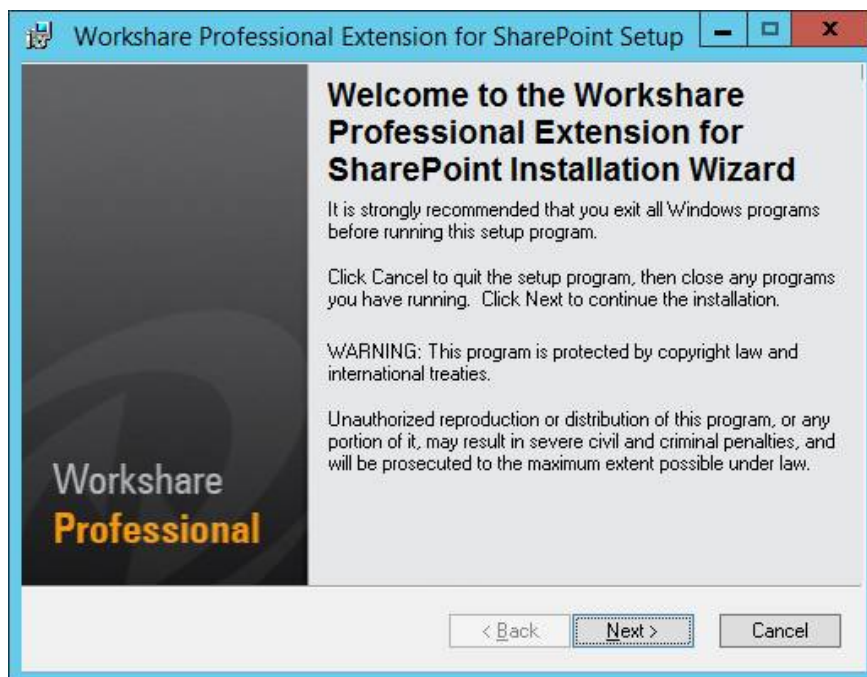 Workshare Professional Extension for SharePoint Setup
Welcome to the Workshare
Professional Extension for
SharePoint Installation Wizard
It is strongly recommended that you exit all Windows programs
before running this setup program.
Click Cancel to quit the setup program, then close any programs
you have running. Click Next to continue the installation.
WARNING: This program is protected by copyright law and
international treaties.
Unauthorized reproduction or distribution of this program, or any
portion of it, may result in severe civil and criminal penalties, and
will be prosecuted to the maximum extent possible under law.
Workshare
Professional
< Back Next > Cancel